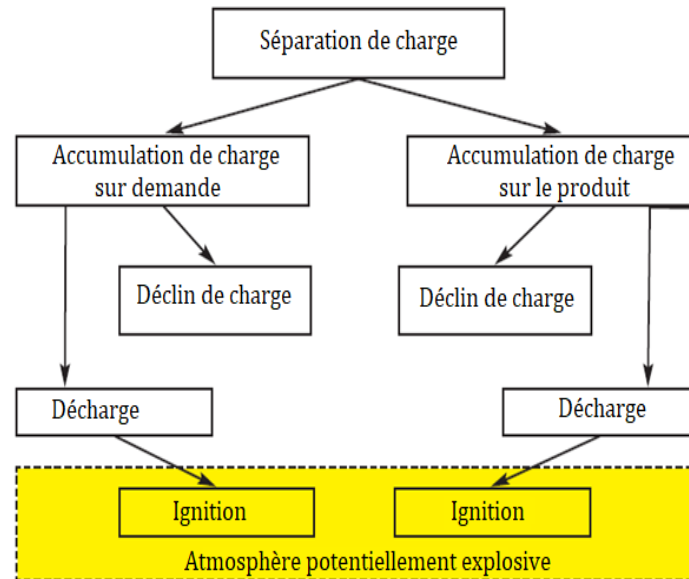 Séparation de charge
Accumulation de charge
sur demande
Accumulation de charge
sur le produit
Déclin de charge
Déclin de charge
Décharge
Décharge
Ignition
Ignition
Atmosphère potentiellement explosive